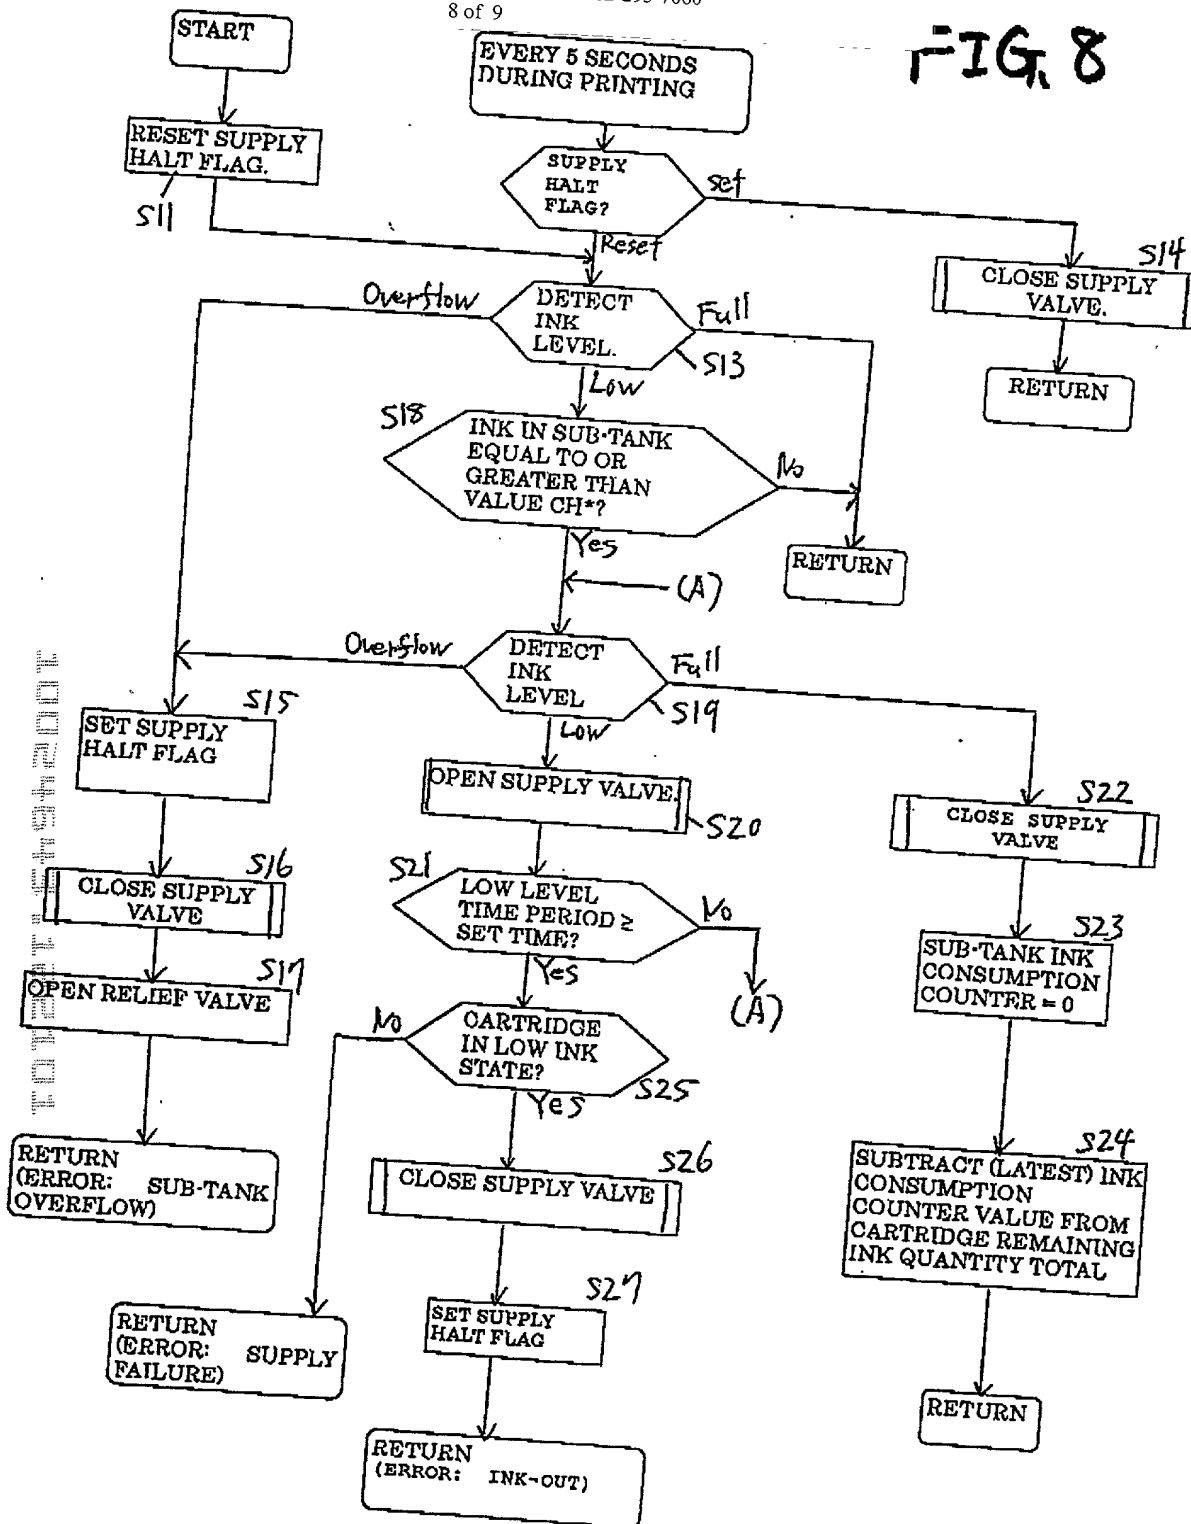 8 of 9
FIG. 8
START
EVERY 5 SECONDS
DURING PRINTING
RESET SUPPLY
HALT FLAG.
S11
SUPPLY
HALT
FLAG?
set
Reset
S14
CLOSE SUPPLY
VALVE.
RETURN
Overflow
DETECT
INK
LEVEL.
Full
S13
Low
S18
INK IN SUB-TANK
EQUAL TO OR
GREATER THAN
VALUE CH*?
No
Yes
RETURN
(A)
Overflow
DETECT
INK
LEVEL
Full
S19
Low
S15
SET SUPPLY
HALT FLAG
OPEN SUPPLY VALVE.
S20
S22
CLOSE SUPPLY
VALVE
S16
CLOSE SUPPLY
VALVE
S21
LOW LEVEL
TIME PERIOD ≥
SET TIME?
No
Yes
(A)
S23
SUB-TANK INK
CONSUMPTION
COUNTER = 0
S17
OPEN RELIEF VALVE
No
CARTRIDGE
IN LOW INK
STATE?
S25
Yes
RETURN
(ERROR: SUB-TANK
OVERFLOW)
S26
CLOSE SUPPLY VALVE
S24
SUBTRACT (LATEST) INK
CONSUMPTION
COUNTER VALUE FROM
CARTRIDGE REMAINING
INK QUANTITY TOTAL
S27
SET SUPPLY
HALT FLAG
RETURN
(ERROR: SUPPLY
FAILURE)
RETURN
RETURN
(ERROR: INK-OUT)